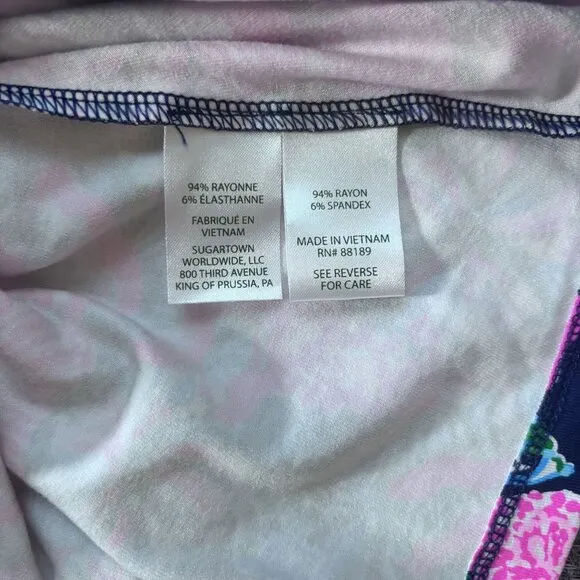 94% RAYONNE
6% ÉLASTHANNE
FABRIQUÉ EN
VIETNAM
SUGARTOWN
WORLDWIDE, LLC
800 THIRD AVENUE
KING OF PRUSSIA, PA
94% RAYON
6% SPANDEX
MADE IN VIETNAM
RN# 88189
SEE REVERSE
FOR CARE